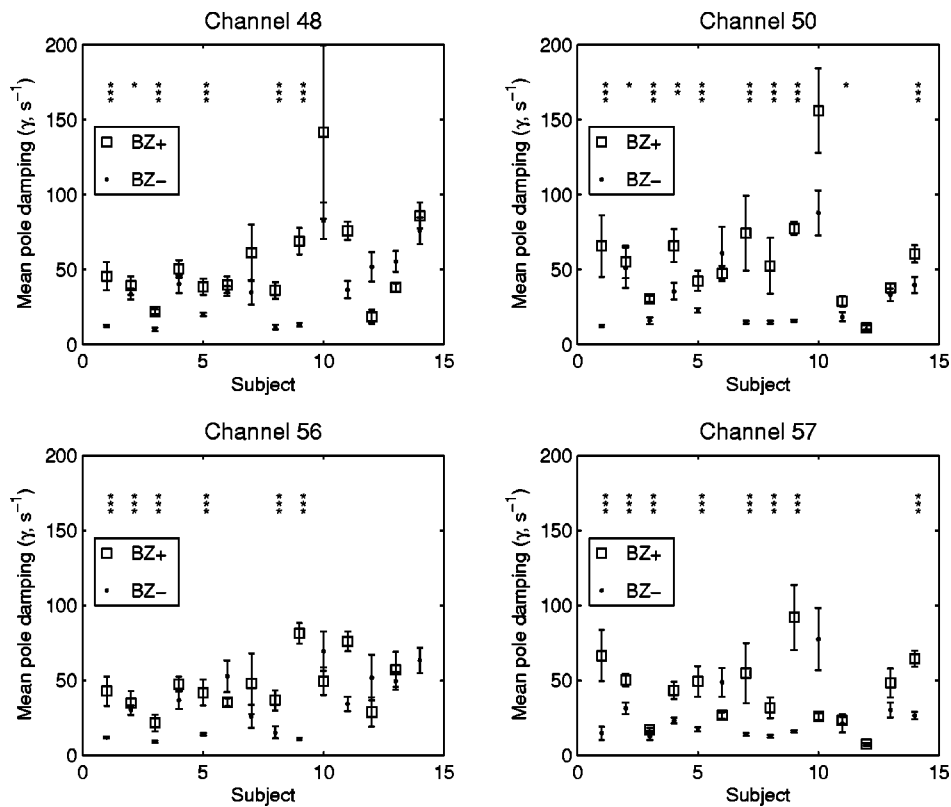 Channel 48
Mean pole damping (γ, s⁻¹)
200
150
100
50
0
*** * *** *** *** ***
BZ+
BZ−
0 5 10 15
Subject
Channel 50
Mean pole damping (γ, s⁻¹)
200
150
100
50
0
*** * *** ** *** *** *** *** * ***
BZ+
BZ−
0 5 10 15
Subject
Channel 56
Mean pole damping (γ, s⁻¹)
200
150
100
50
0
*** *** *** *** *** ***
BZ+
BZ−
0 5 10 15
Subject
Channel 57
Mean pole damping (γ, s⁻¹)
200
150
100
50
0
*** *** *** *** *** *** *** ***
BZ+
BZ−
0 5 10 15
Subject